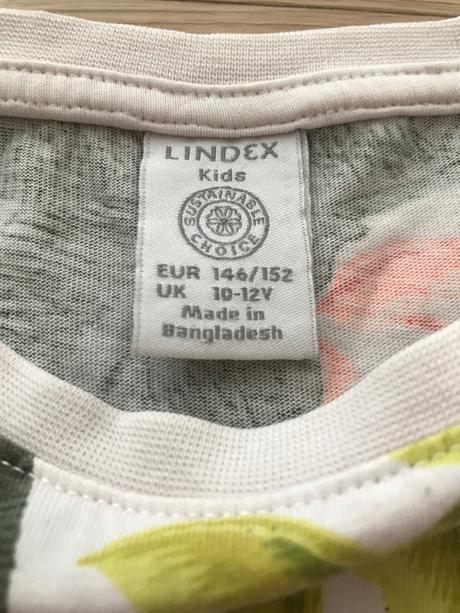 LINDEX
Kids
SUSTAINABLE
CHOICE
EUR 146/152
UK 10-12Y
Made in
Bangladesh